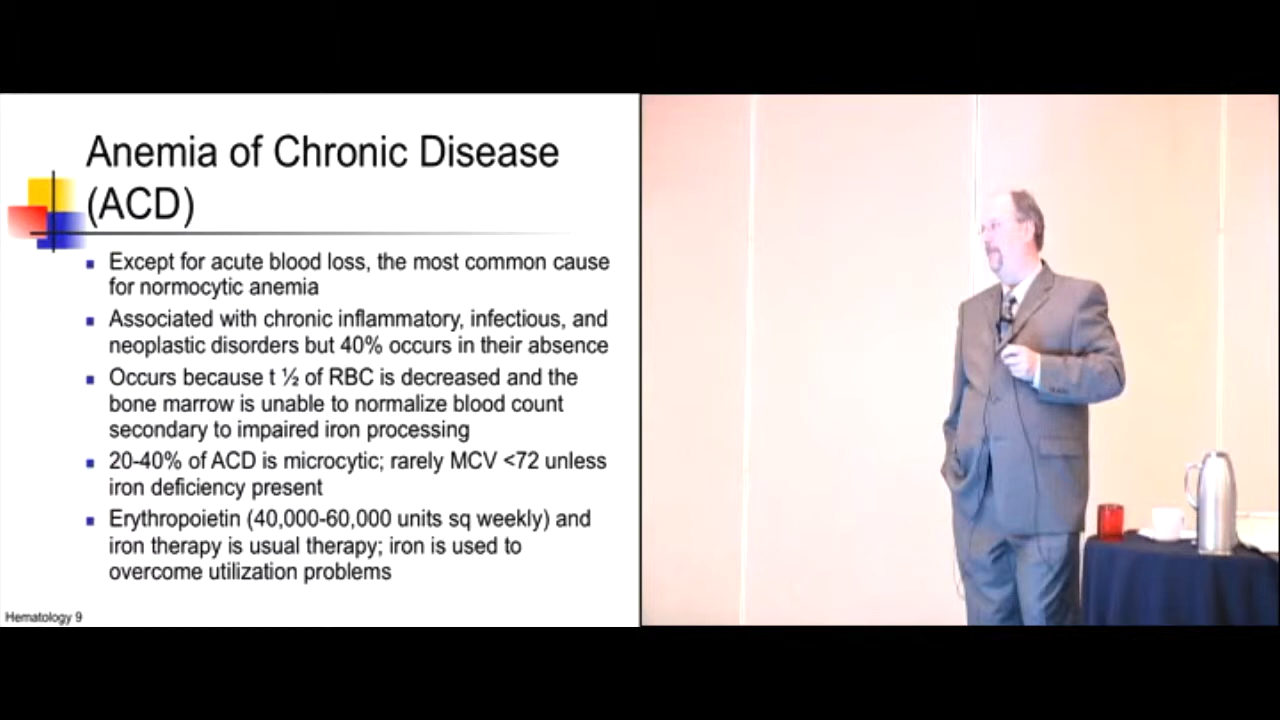 Anemia of Chronic Disease
(ACD)
Except for acute blood loss, the most common cause
for normocytic anemia
Associated with chronic inflammatory, infectious, and
neoplastic disorders but 40% occurs in their absence
Occurs because t ½ of RBC is decreased and the
bone marrow is unable to normalize blood count
secondary to impaired iron processing
20-40% of ACD is microcytic; rarely MCV <72 unless
iron deficiency present
Erythropoietin (40,000-60,000 units sq weekly) and
iron therapy is usual therapy; iron is used to
overcome utilization problems
Hematology 9